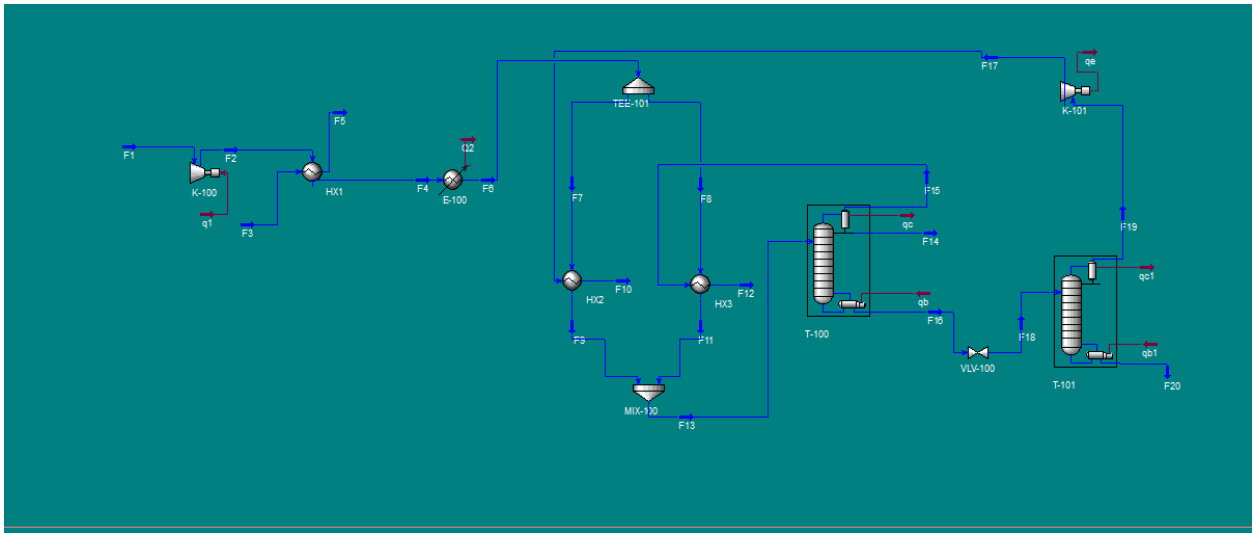 F17
qe
K-101
TEE-101
F5
F1
F2
Q2
K-100
HX1
F4
E-100
F6
F7
F8
F15
q1
F3
qc
F14
F19
F10
HX2
F12
HX3
qc1
qb
F16
F18
T-100
F9
F11
VLV-100
qb1
T-101
F20
MIX-100
F13